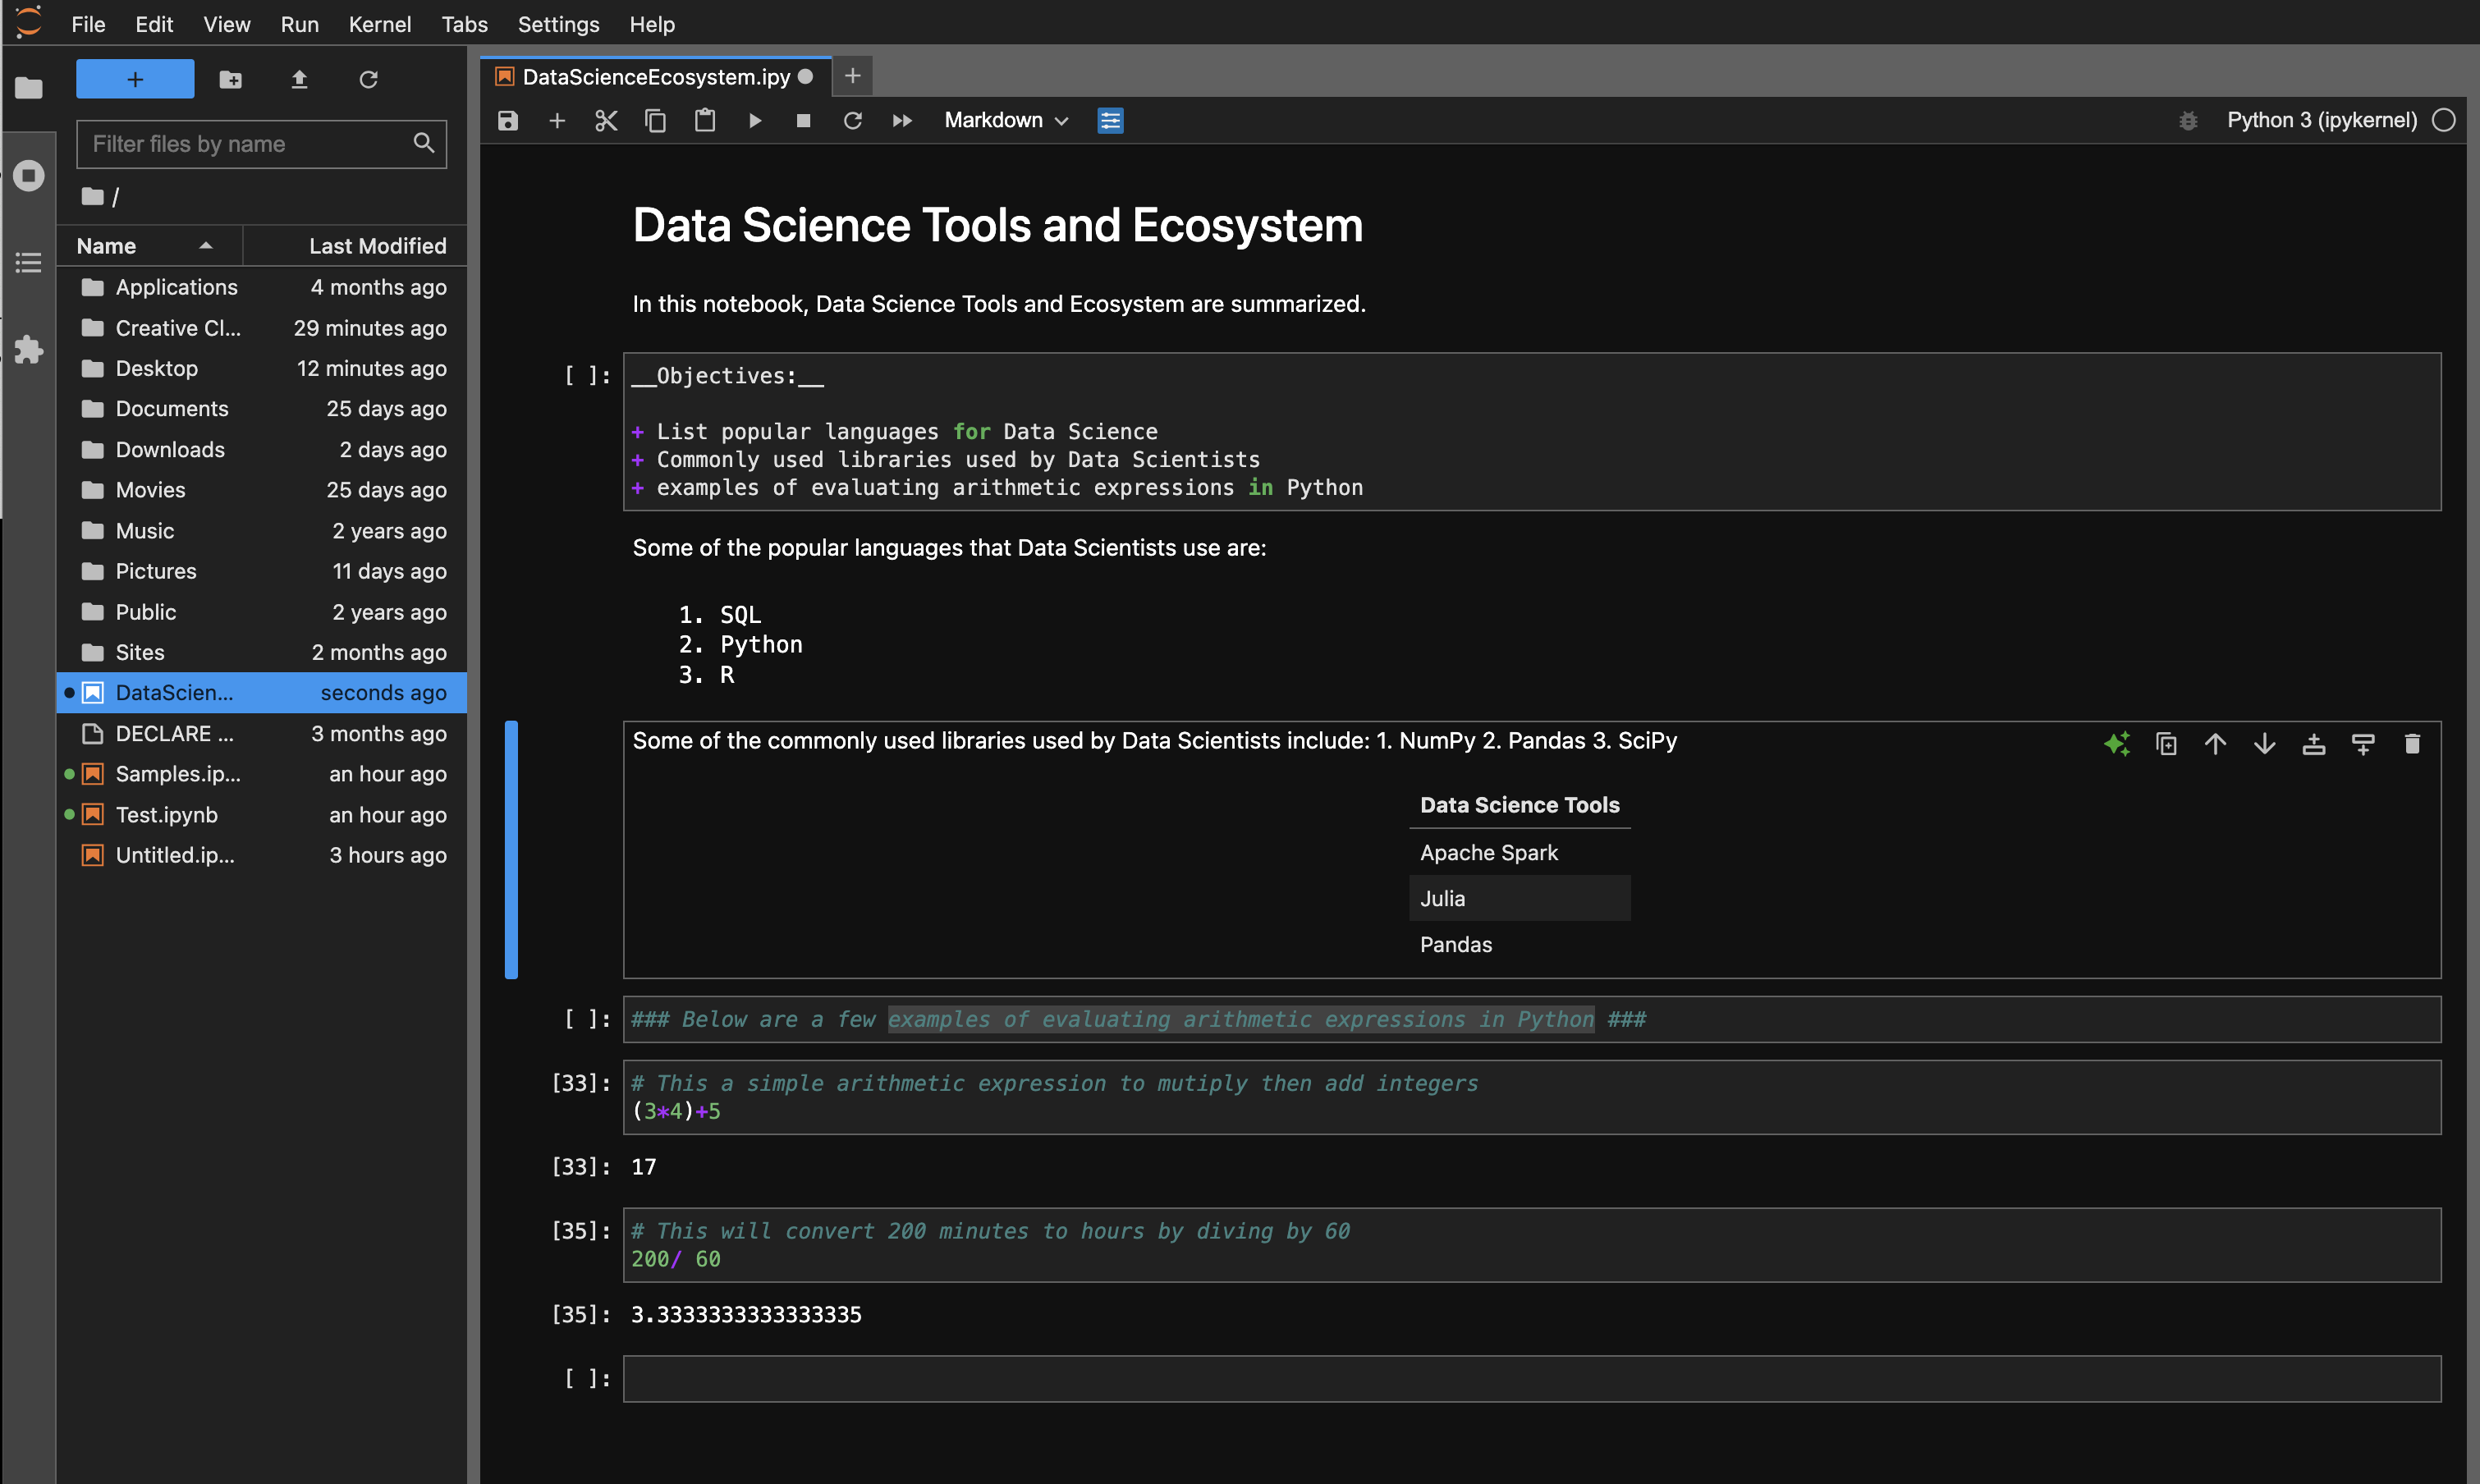 File Edit View Run Kernel Tabs Settings Help
+
Filter files by name
/
Name Last Modified
Applications 4 months ago
Creative Cl... 29 minutes ago
Desktop 12 minutes ago
Documents 25 days ago
Downloads 2 days ago
Movies 25 days ago
Music 2 years ago
Pictures 11 days ago
Public 2 years ago
Sites 2 months ago
DataScien... seconds ago
DECLARE ... 3 months ago
Samples.ip... an hour ago
Test.ipynb an hour ago
Untitled.ip... 3 hours ago
DataScienceEcosystem.ipy
Markdown
Python 3 (ipykernel)
Data Science Tools and Ecosystem
In this notebook, Data Science Tools and Ecosystem are summarized.
[ ]: __Objectives:__
+ List popular languages for Data Science
+ Commonly used libraries used by Data Scientists
+ examples of evaluating arithmetic expressions in Python
Some of the popular languages that Data Scientists use are:
1. SQL
2. Python
3. R
Some of the commonly used libraries used by Data Scientists include: 1. NumPy 2. Pandas 3. SciPy
Data Science Tools
Apache Spark
Julia
Pandas
[ ]: ### Below are a few examples of evaluating arithmetic expressions in Python ###
[33]: # This a simple arithmetic expression to mutiply then add integers
(3*4)+5
[33]: 17
[35]: # This will convert 200 minutes to hours by diving by 60
200/ 60
[35]: 3.3333333333333335
[ ]: